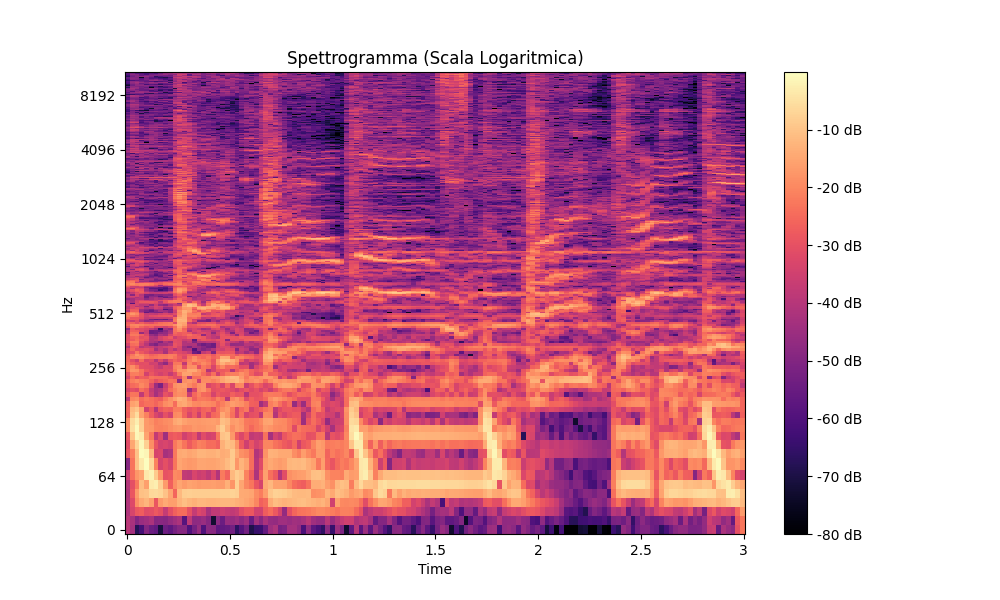 Spettrogramma (Scala Logaritmica)
Hz
8192
4096
2048
1024
512
256
128
64
0
0
0.5
1
1.5
2
2.5
3
Time
-10 dB
-20 dB
-30 dB
-40 dB
-50 dB
-60 dB
-70 dB
-80 dB